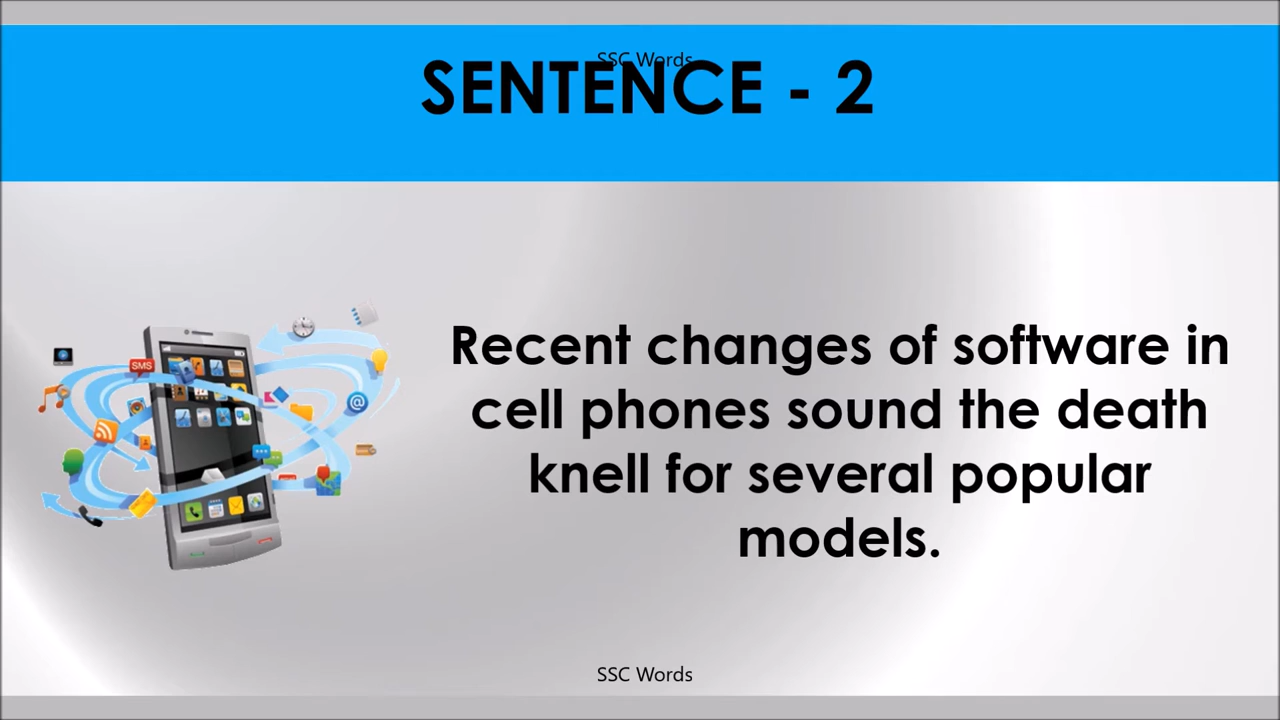 SSC Words
SENTENCE - 2
SMS
Recent changes of software in
cell phones sound the death
knell for several popular
models.
SSC Words